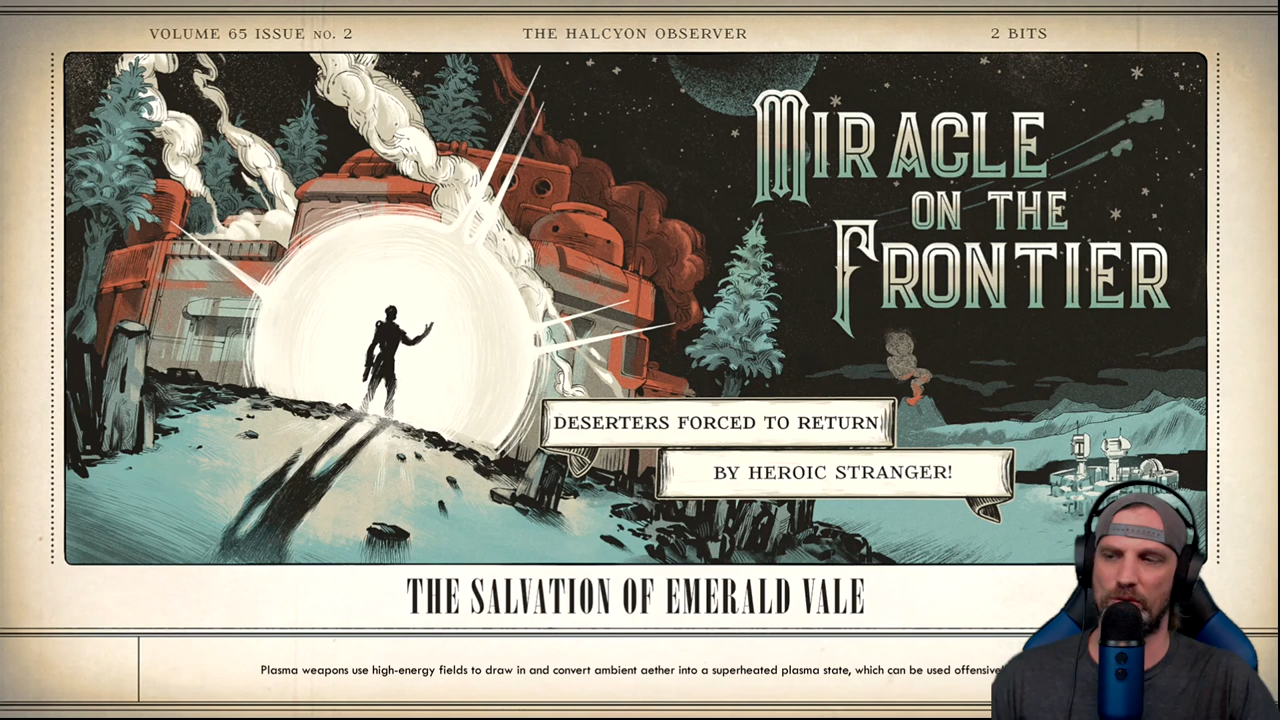 VOLUME 65 ISSUE NO. 2
THE HALCYON OBSERVER
2 BITS
MIRACLE
ON THE
FRONTIER
DESERTERS FORCED TO RETURN
BY HEROIC STRANGER!
THE SALVATION OF EMERALD VALE
Plasma weapons use high-energy fields to draw in and convert ambient aether into a superheated plasma state, which can be used